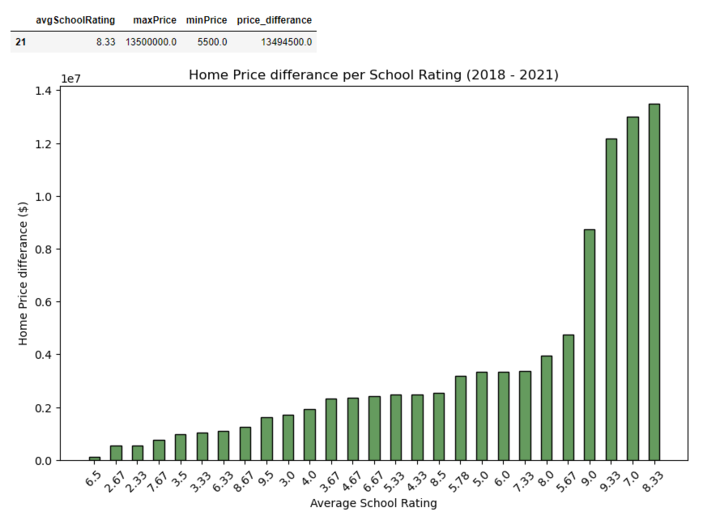 avgSchoolRating maxPrice minPrice price_differance
21 8.33 13500000.0 5500.0 13494500.0
Home Price differance per School Rating (2018 - 2021)
1e7
1.4
1.2
1.0
0.8
0.6
0.4
0.2
0.0
Home Price differance ($)
6.5 2.67 2.33 7.67 3.5 3.33 6.33 8.67 9.5 3.0 4.0 3.67 4.67 6.67 5.33 4.33 8.5 5.78 5.0 6.0 7.33 8.0 5.67 9.0 9.33 7.0 8.33
Average School Rating